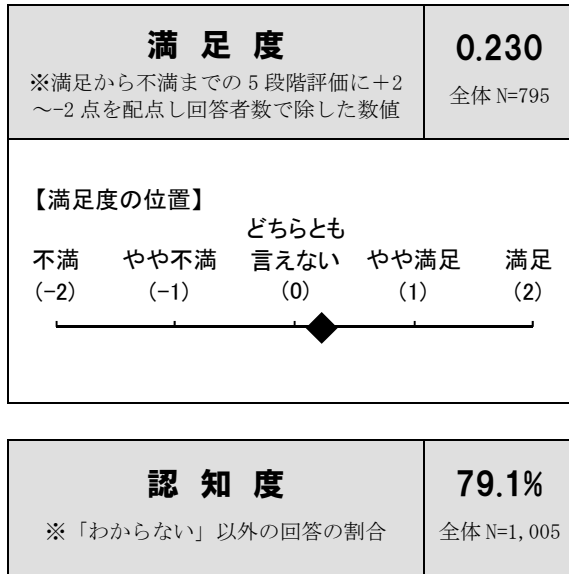 満足度
0.230
※満足から不満までの5段階評価に＋2
～-2点を配点し回答者数で除した数値
全体 N=795
【満足度の位置】
どちらとも
不満 やや不満 言えない やや満足 満足
(-2) (-1) (0) (1) (2)
認知度
79.1%
※「わからない」以外の回答の割合
全体 N=1,005